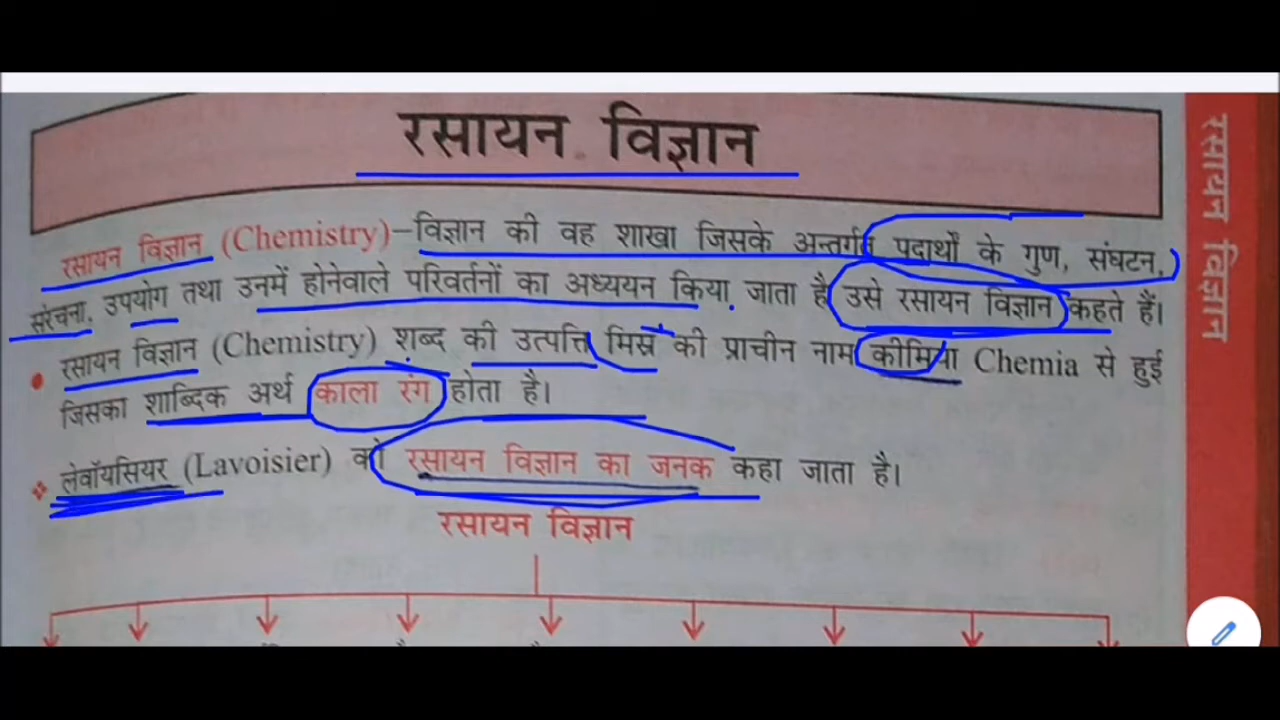 रसायन विज्ञान
रसायन विज्ञान (Chemistry)–विज्ञान की वह शाखा जिसके अन्तर्गत पदार्थों के गुण, संघटन,
संरचना, उपयोग तथा उनमें होनेवाले परिवर्तनों का अध्ययन किया जाता है उसे रसायन विज्ञान कहते हैं।
रसायन विज्ञान (Chemistry) शब्द की उत्पत्ति मिस्र की प्राचीन नाम कीमिया Chemia से हुई
जिसका शाब्दिक अर्थ काला रंग होता है।
लेवॉयसियर (Lavoisier) को रसायन विज्ञान का जनक कहा जाता है।
रसायन विज्ञान
रसायन विज्ञान